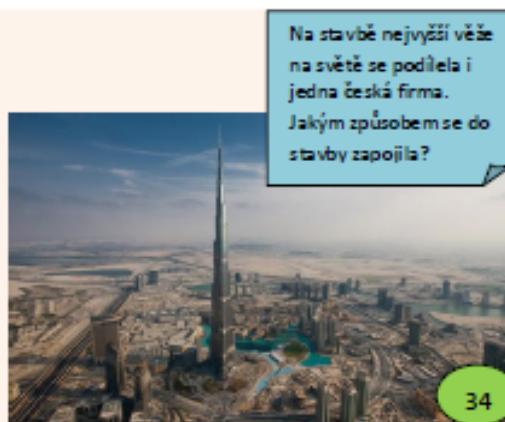 Na stavbě nejvyšší věže
na světě se podílela i
jedna česká firma.
Jakým způsobem se do
stavby zapojila?
34